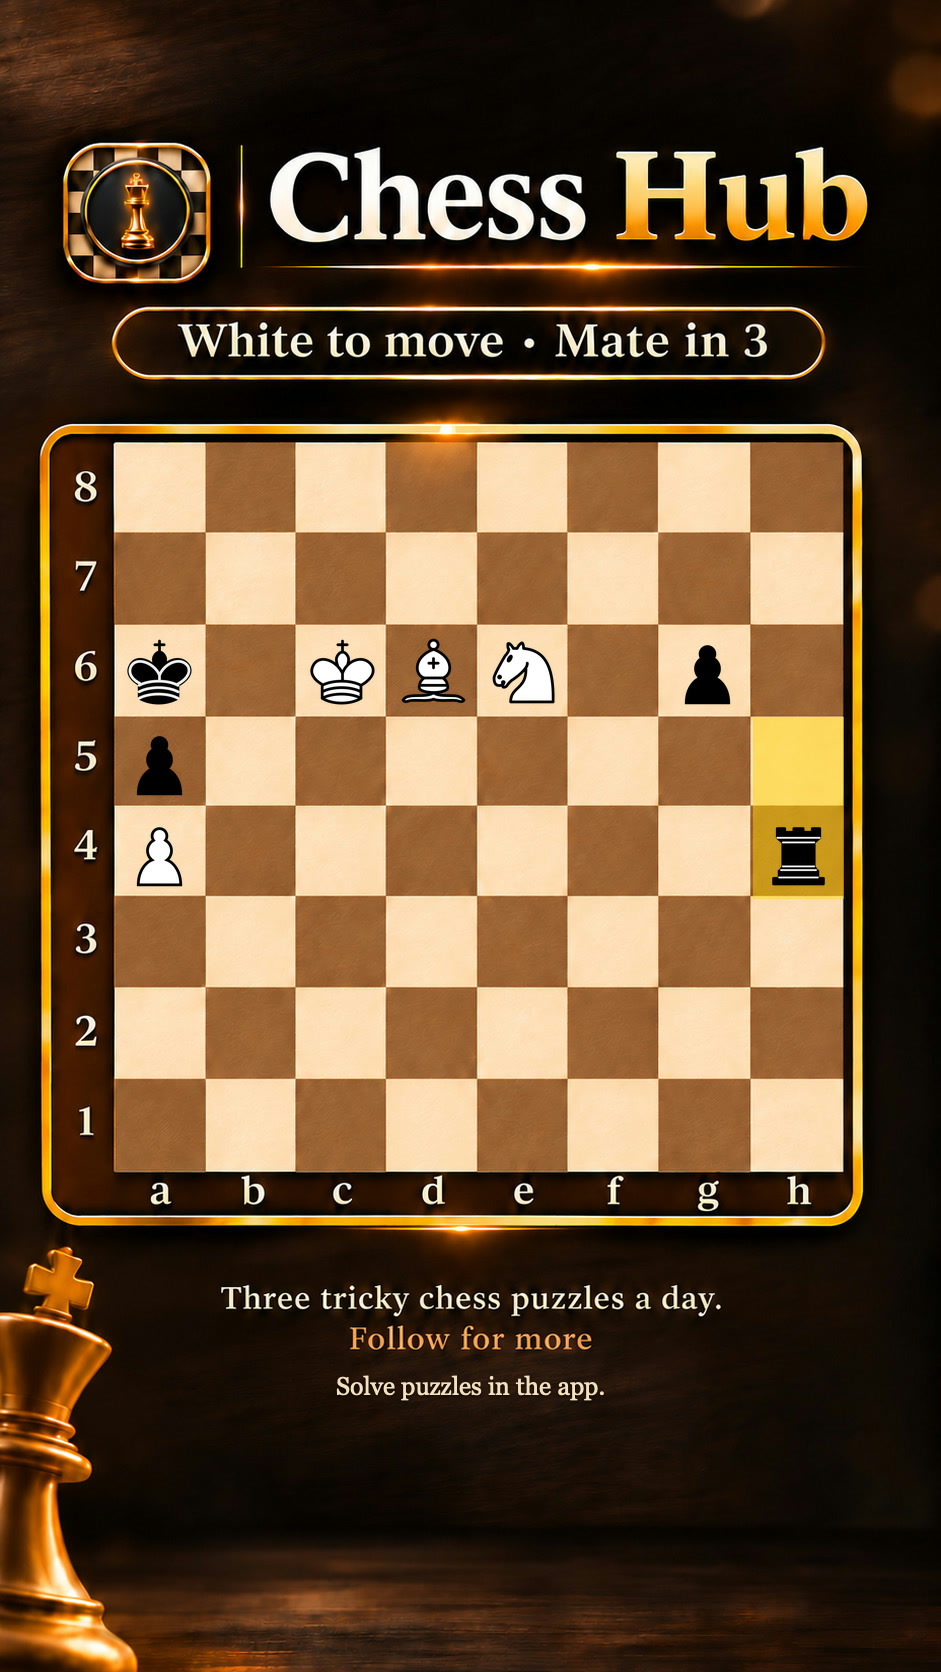 Chess Hub
White to move • Mate in 3
8
7
6
5
4
3
2
1
a b c d e f g h
Three tricky chess puzzles a day.
Follow for more
Solve puzzles in the app.